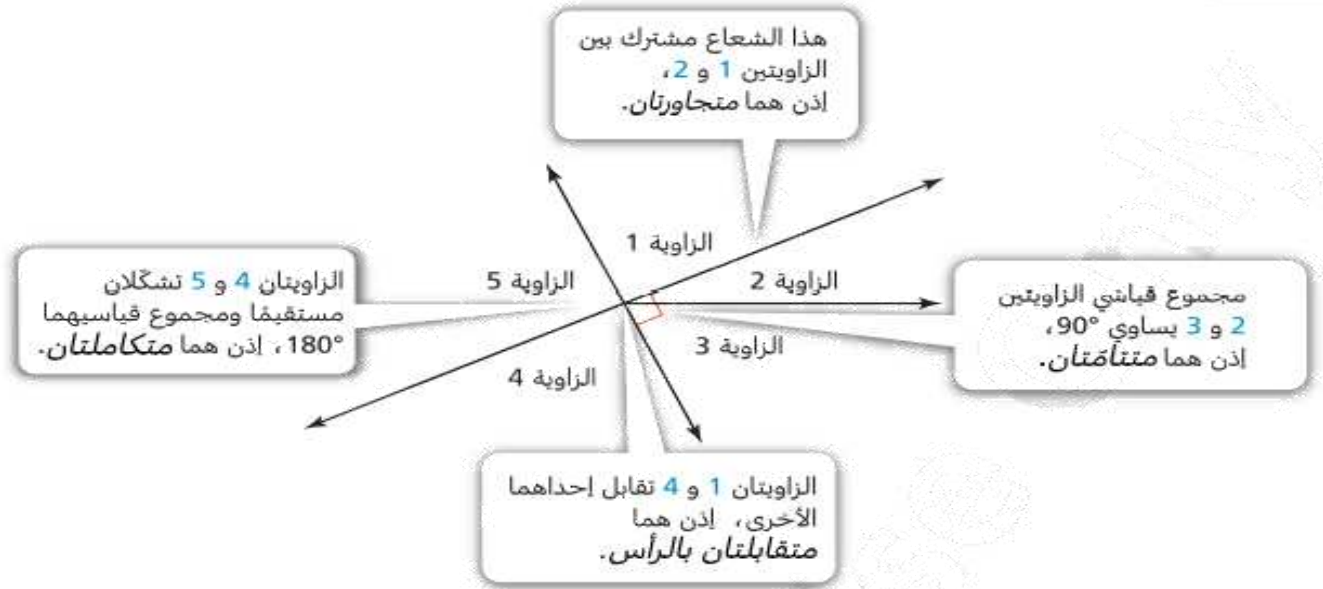 هذا الشعاع مشترك بين
الزاويتين 1 و 2،
إذن هما متجاورتان.
الزاوية 1
الزاوية 2
الزاوية 5
الزاوية 3
الزاوية 4
الزاويتان 4 و 5 تشكّلان
مستقيمًا ومجموع قياسيهما
180°، إذن هما متكاملتان.
مجموع قياسَي الزاويتين
2 و 3 يساوي 90°،
إذن هما متتامّتان.
الزاويتان 1 و 4 تقابل إحداهما
الأخرى، إذن هما
متقابلتان بالرأس.